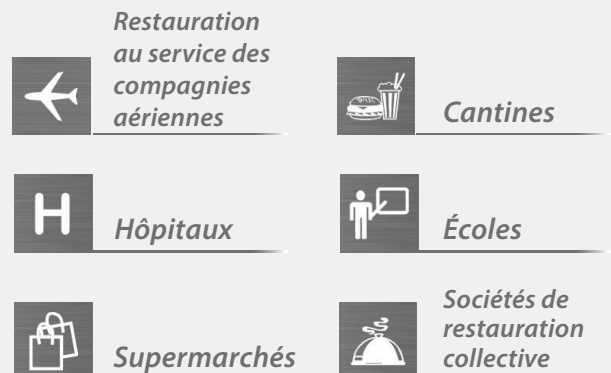 Restauration
au service des
compagnies
aériennes
Cantines
H
Hôpitaux
Écoles
Supermarchés
Sociétés de
restauration
collective